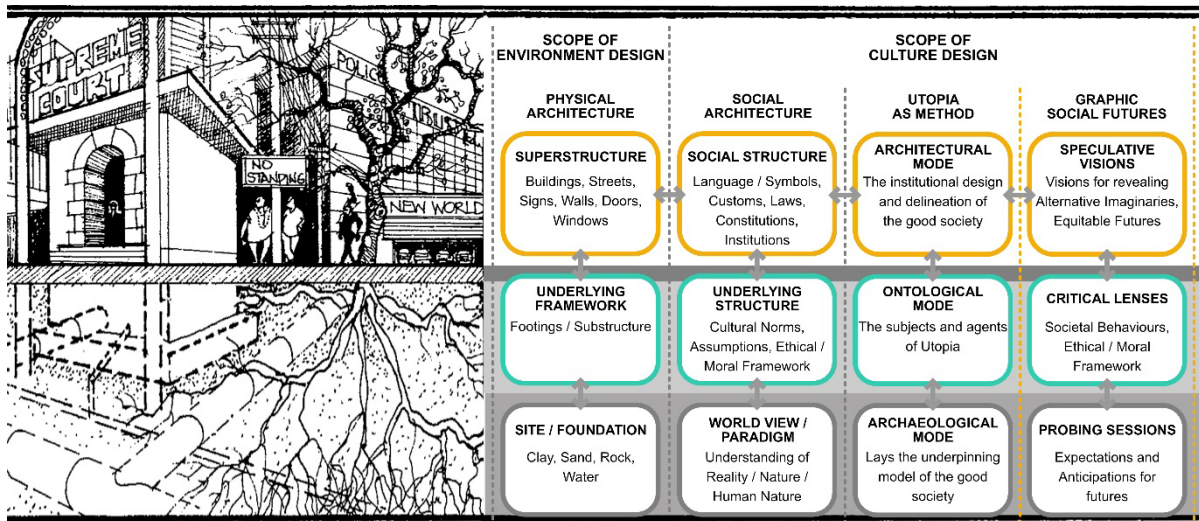 SUPREME
COURT
POLIC
NO
STANDING
NEW WORLD
SCOPE OF
ENVIRONMENT DESIGN
SCOPE OF
CULTURE DESIGN
PHYSICAL
ARCHITECTURE
SOCIAL
ARCHITECTURE
UTOPIA
AS METHOD
GRAPHIC
SOCIAL FUTURES
SUPERSTRUCTURE
Buildings, Streets,
Signs, Walls, Doors,
Windows
SOCIAL STRUCTURE
Language / Symbols,
Customs, Laws,
Constitutions,
Institutions
ARCHITECTURAL
MODE
The institutional design
and delineation of
the good society
SPECULATIVE
VISIONS
Visions for revealing
Alternative Imaginaries,
Equitable Futures
UNDERLYING
FRAMEWORK
Footings / Substructure
UNDERLYING
STRUCTURE
Cultural Norms,
Assumptions, Ethical /
Moral Framework
ONTOLOGICAL
MODE
The subjects and agents
of Utopia
CRITICAL LENSES
Societal Behaviours,
Ethical / Moral
Framework
SITE / FOUNDATION
Clay, Sand, Rock,
Water
WORLD VIEW /
PARADIGM
Understanding of
Reality / Nature /
Human Nature
ARCHAEOLOGICAL
MODE
Lays the underpinning
model of the good
society
PROBING SESSIONS
Expectations and
Anticipations for
futures